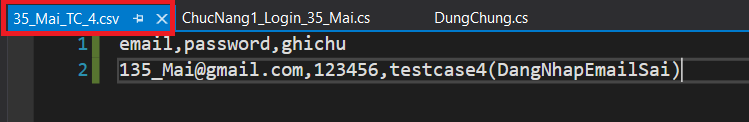 35_Mai_TC_4.csv ChucNang1_Login_35_Mai.cs DungChung.cs
1 email,password,ghichu
2 135_Mai@gmail.com,123456,testcase4(DangNhapEmailSai)